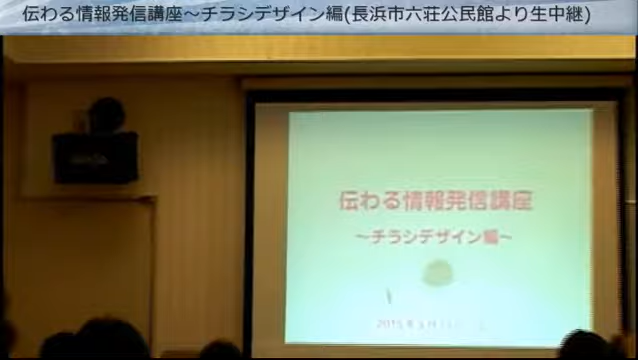 伝わる情報発信講座～チラシデザイン編(長浜市六荘公民館より生中継)
伝わる情報発信講座
～チラシデザイン編～